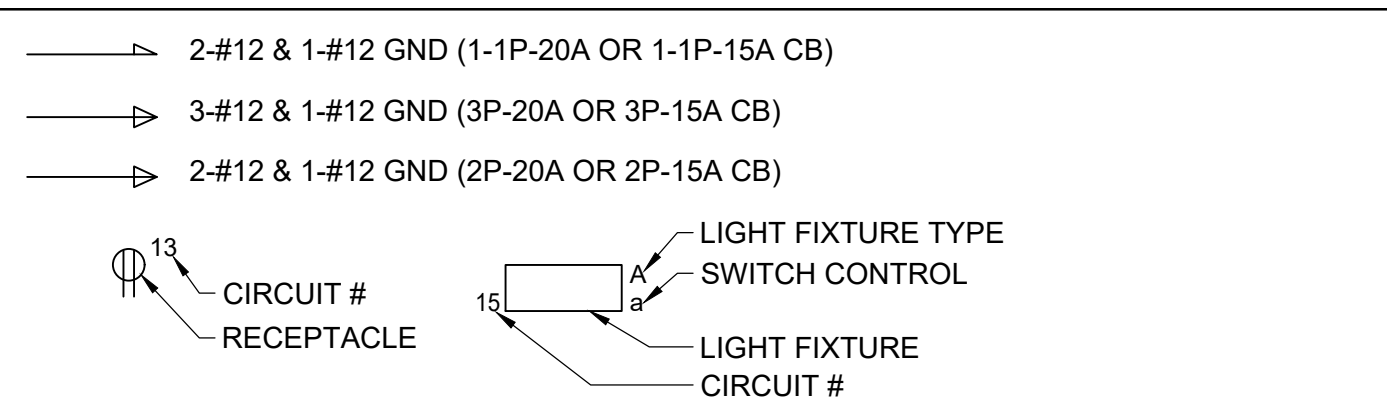 2-#12 & 1-#12 GND (1-1P-20A OR 1-1P-15A CB)
3-#12 & 1-#12 GND (3P-20A OR 3P-15A CB)
2-#12 & 1-#12 GND (2P-20A OR 2P-15A CB)
13
CIRCUIT #
RECEPTACLE
LIGHT FIXTURE TYPE
A
SWITCH CONTROL
15
a
LIGHT FIXTURE
CIRCUIT #